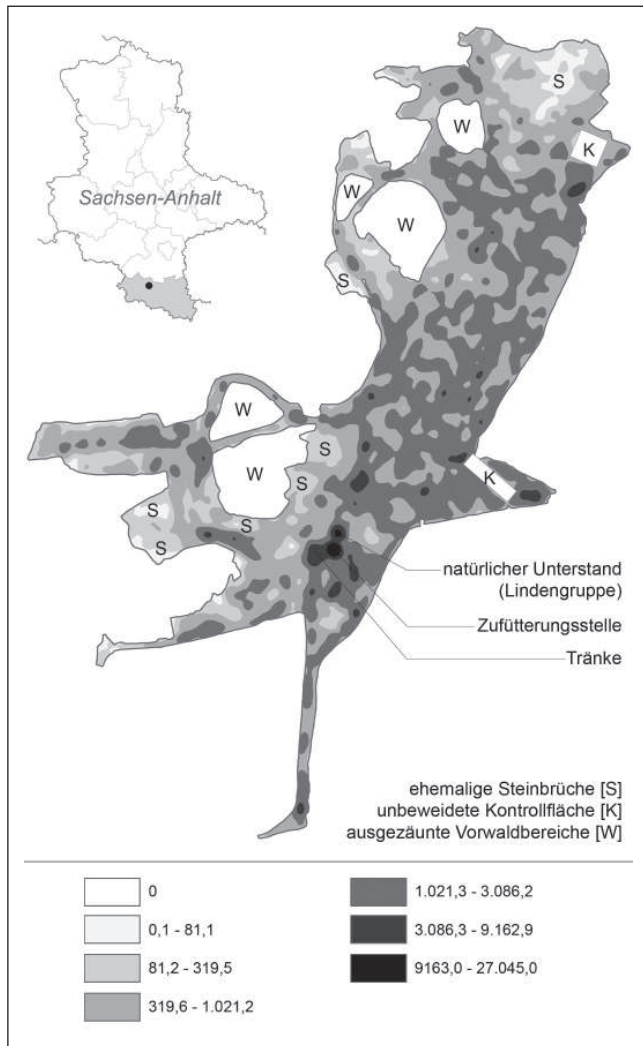 Sachsen-Anhalt
S
W
K
W
W
S
W
S
W
S
K
S
S
S
natürlicher Unterstand
(Lindengruppe)
Zufütterungsstelle
Tränke
ehemalige Steinbrüche [S]
unbeweidete Kontrollfläche [K]
ausgezäunte Vorwaldbereiche [W]
0
0,1 - 81,1
81,2 - 319,5
319,6 - 1.021,2
1.021,3 - 3.086,2
3.086,3 - 9.162,9
9163,0 - 27.045,0